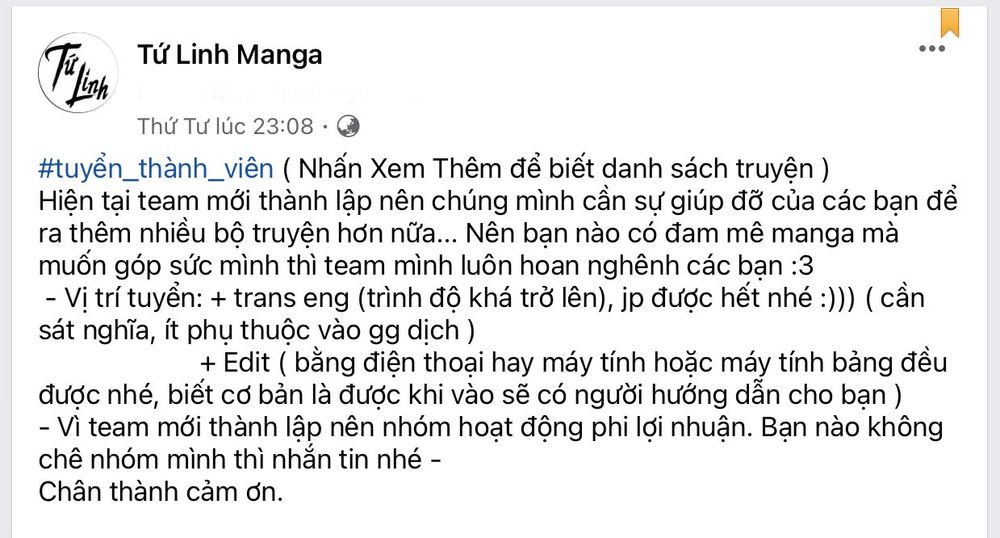 Tứ
Linh
Tứ Linh Manga
Thứ Tư lúc 23:08 ·
#tuyển_thành_viên ( Nhấn Xem Thêm để biết danh sách truyện )
Hiện tại team mới thành lập nên chúng mình cần sự giúp đỡ của các bạn để
ra thêm nhiều bộ truyện hơn nữa... Nên bạn nào có đam mê manga mà
muốn góp sức mình thì team mình luôn hoan nghênh các bạn :3
- Vị trí tuyển: + trans eng (trình độ khá trở lên), jp được hết nhé :))) ( cần
sát nghĩa, ít phụ thuộc vào gg dịch )
+ Edit ( bằng điện thoại hay máy tính hoặc máy tính bảng đều
được nhé, biết cơ bản là được khi vào sẽ có người hướng dẫn cho bạn )
- Vì team mới thành lập nên nhóm hoạt động phi lợi nhuận. Bạn nào không
chê nhóm mình thì nhắn tin nhé -
Chân thành cảm ơn.